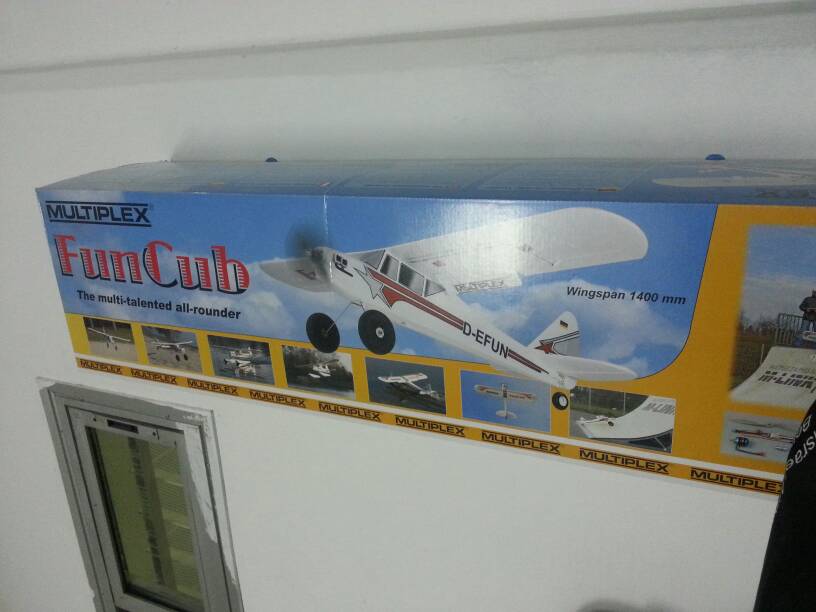 MULTIPLEX
FunCub
The multi-talented all-rounder
Wingspan 1400 mm
MULTIPLEX
D-EFUN
MULTIPLEX MULTIPLEX MULTIPLEX MULTIPLEX MULTIPLEX MULTIPLEX MULTIPLEX MULTIPLEX MULTIPLE